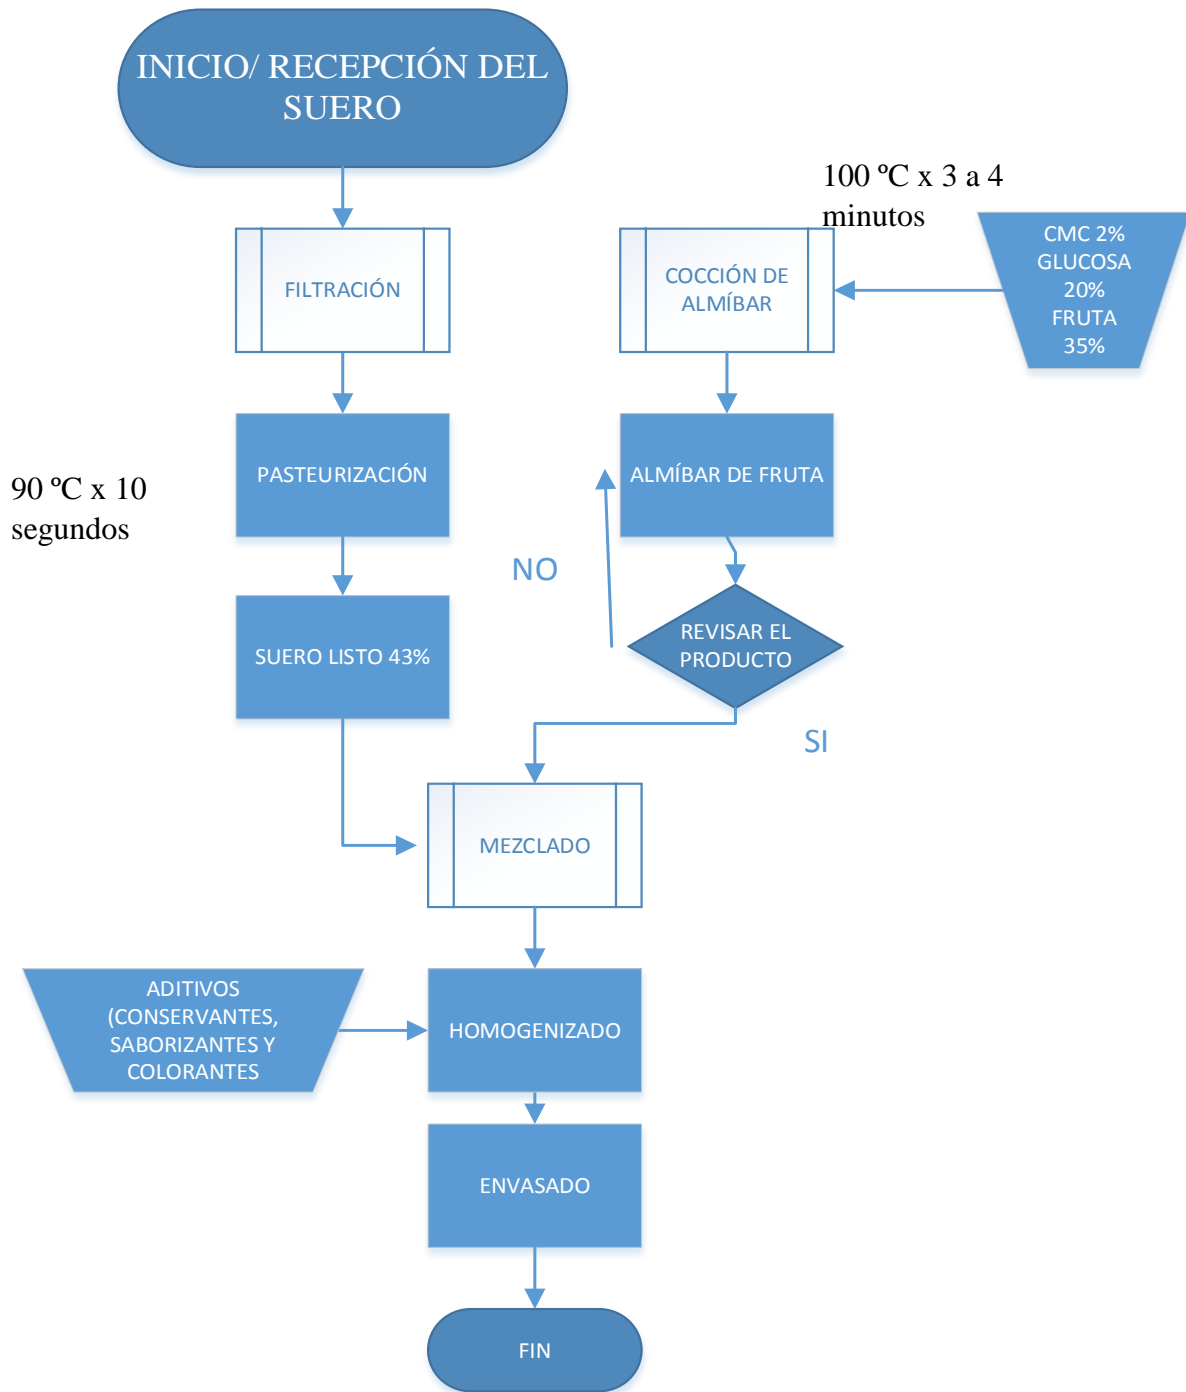 INICIO/ RECEPCIÓN DEL
SUERO
100 ºC x 3 a 4
minutos
CMC 2%
GLUCOSA
20%
FRUTA
35%
FILTRACIÓN
COCCIÓN DE
ALMÍBAR
90 ºC x 10
segundos
PASTEURIZACIÓN
ALMÍBAR DE FRUTA
NO
SUERO LISTO 43%
REVISAR EL
PRODUCTO
SI
MEZCLADO
ADITIVOS
(CONSERVANTES,
SABORIZANTES Y
COLORANTES
HOMOGENIZADO
ENVASADO
FIN